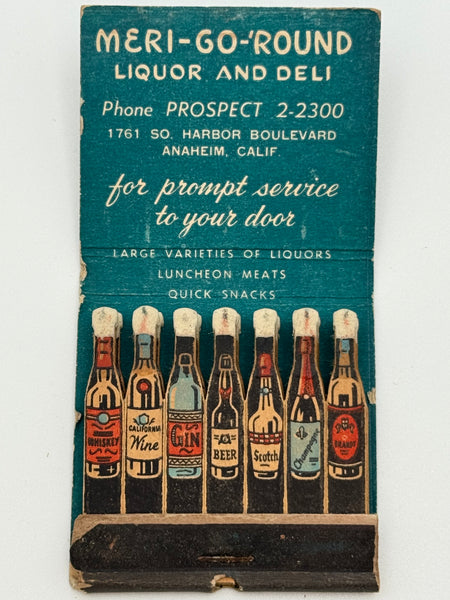 MERI-GO-'ROUND
LIQUOR AND DELI
Phone PROSPECT 2-2300
1761 SO. HARBOR BOULEVARD
ANAHEIM, CALIF.
for prompt service
to your door
LARGE VARIETIES OF LIQUORS
LUNCHEON MEATS
QUICK SNACKS
WHISKEY
CALIFORNIA
Wine
GIN
BEER
Scotch
Champagne
BRANDY